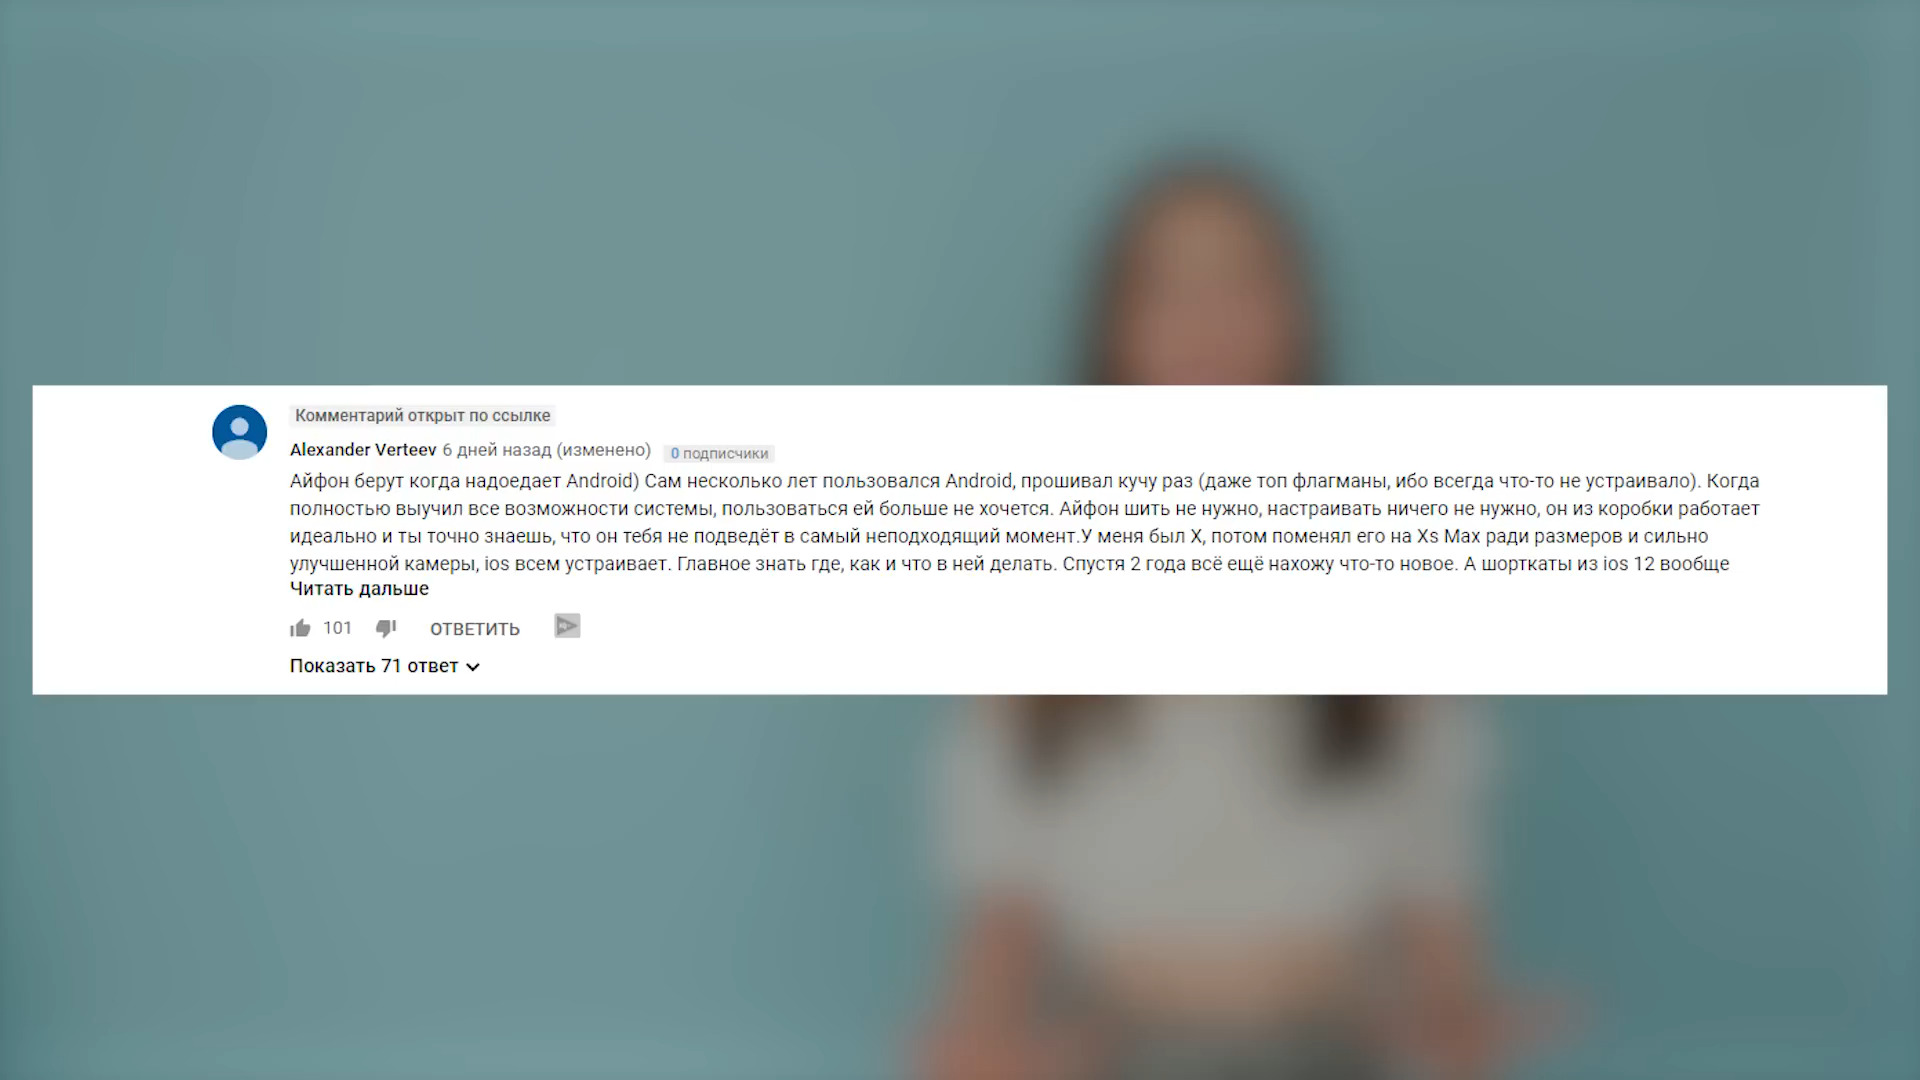 Комментарий открыт по ссылке
Alexander Verteev 6 дней назад (изменено) 0 подписчики
Айфон берут когда надоедает Android) Сам несколько лет пользовался Android, прошивал кучу раз (даже топ флагманы, ибо всегда что-то не устраивало). Когда
полностью выучил все возможности системы, пользоваться ей больше не хочется. Айфон шить не нужно, настраивать ничего не нужно, он из коробки работает
идеально и ты точно знаешь, что он тебя не подведёт в самый неподходящий момент.У меня был X, потом поменял его на Xs Max ради размеров и сильно
улучшенной камеры, ios всем устраивает. Главное знать где, как и что в ней делать. Спустя 2 года всё ещё нахожу что-то новое. А шорткаты из ios 12 вообще
Читать дальше
101 ОТВЕТИТЬ
Показать 71 ответ